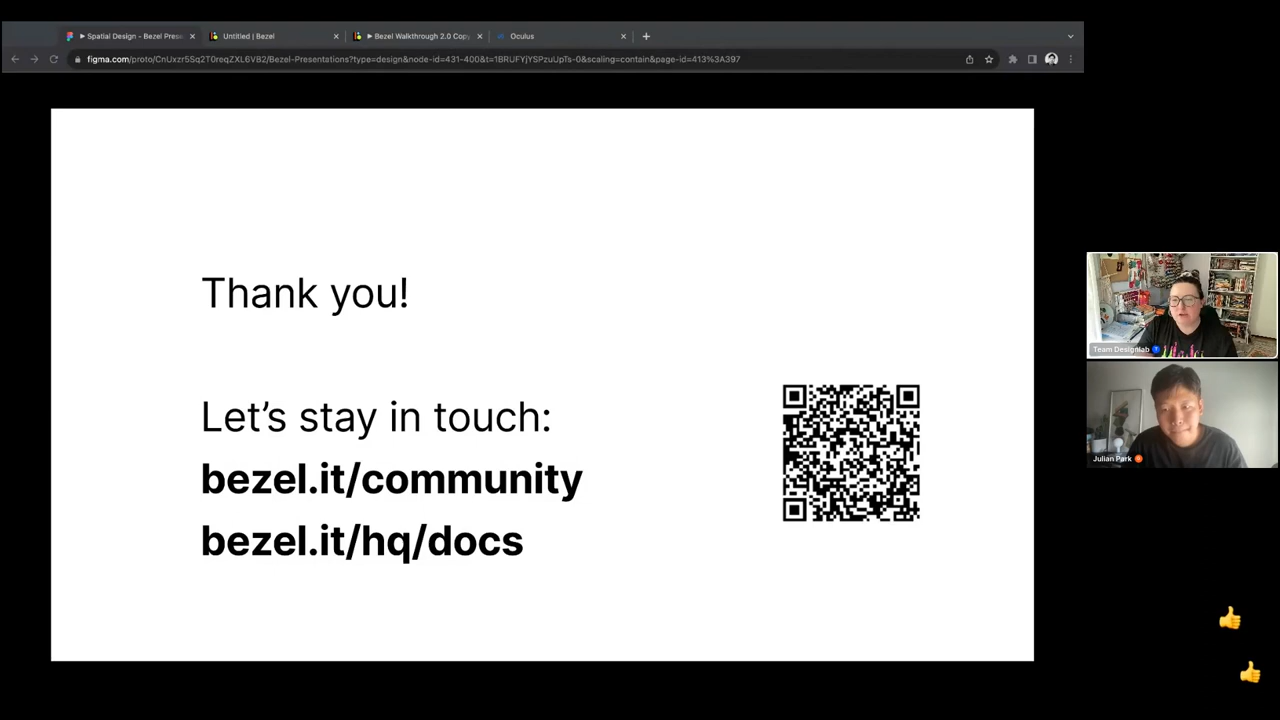 Spatial Design - Bezel Pres
Untitled | Bezel
Bezel Walkthrough 2.0 Copy
Oculus
figma.com/proto/CnUxzr5Sq2T0reqZXL6VB2/Bezel-Presentations?type=design&node-id=431-400&t=1BRUFYjYSPzuUpTs-0&scaling=contain&page-id=413%3A397
Thank you!
Let’s stay in touch:
bezel.it/community
bezel.it/hq/docs
Team Designlab
Julian Park